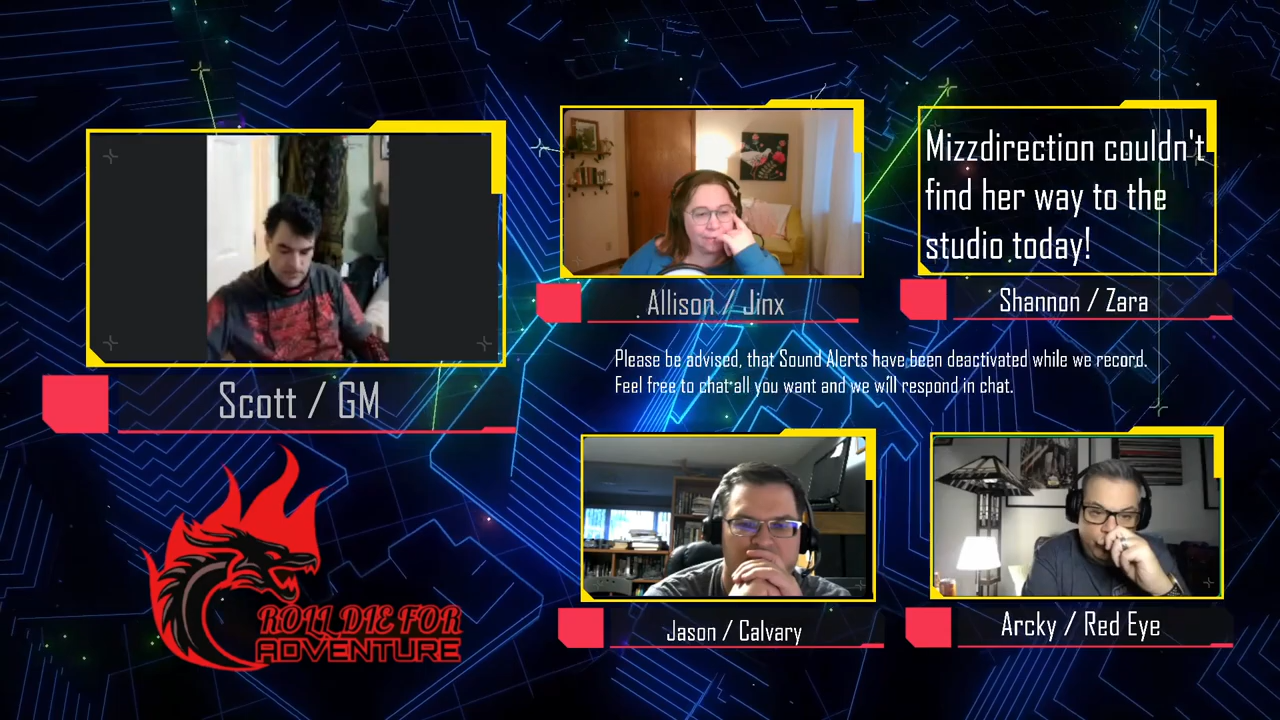 Mizzdirection couldn't
find her way to the
studio today!
Allison / Jinx
Shannon / Zara
Please be advised, that Sound Alerts have been deactivated while we record.
Feel free to chat all you want and we will respond in chat.
Scott / GM
ROLL DIE FOR
ADVENTURE
Jason / Calvary
Arcky / Red Eye